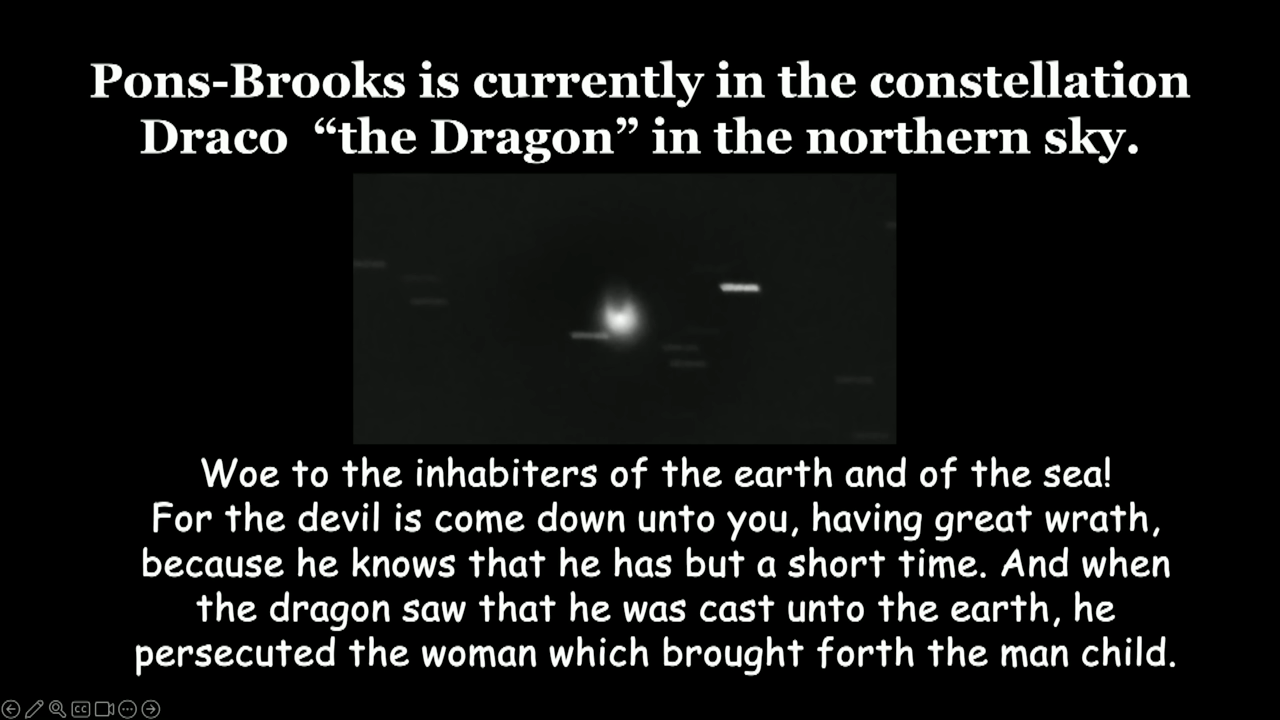 Pons-Brooks is currently in the constellation
Draco “the Dragon” in the northern sky.
Woe to the inhabiters of the earth and of the sea!
For the devil is come down unto you, having great wrath,
because he knows that he has but a short time. And when
the dragon saw that he was cast unto the earth, he
persecuted the woman which brought forth the man child.
CC